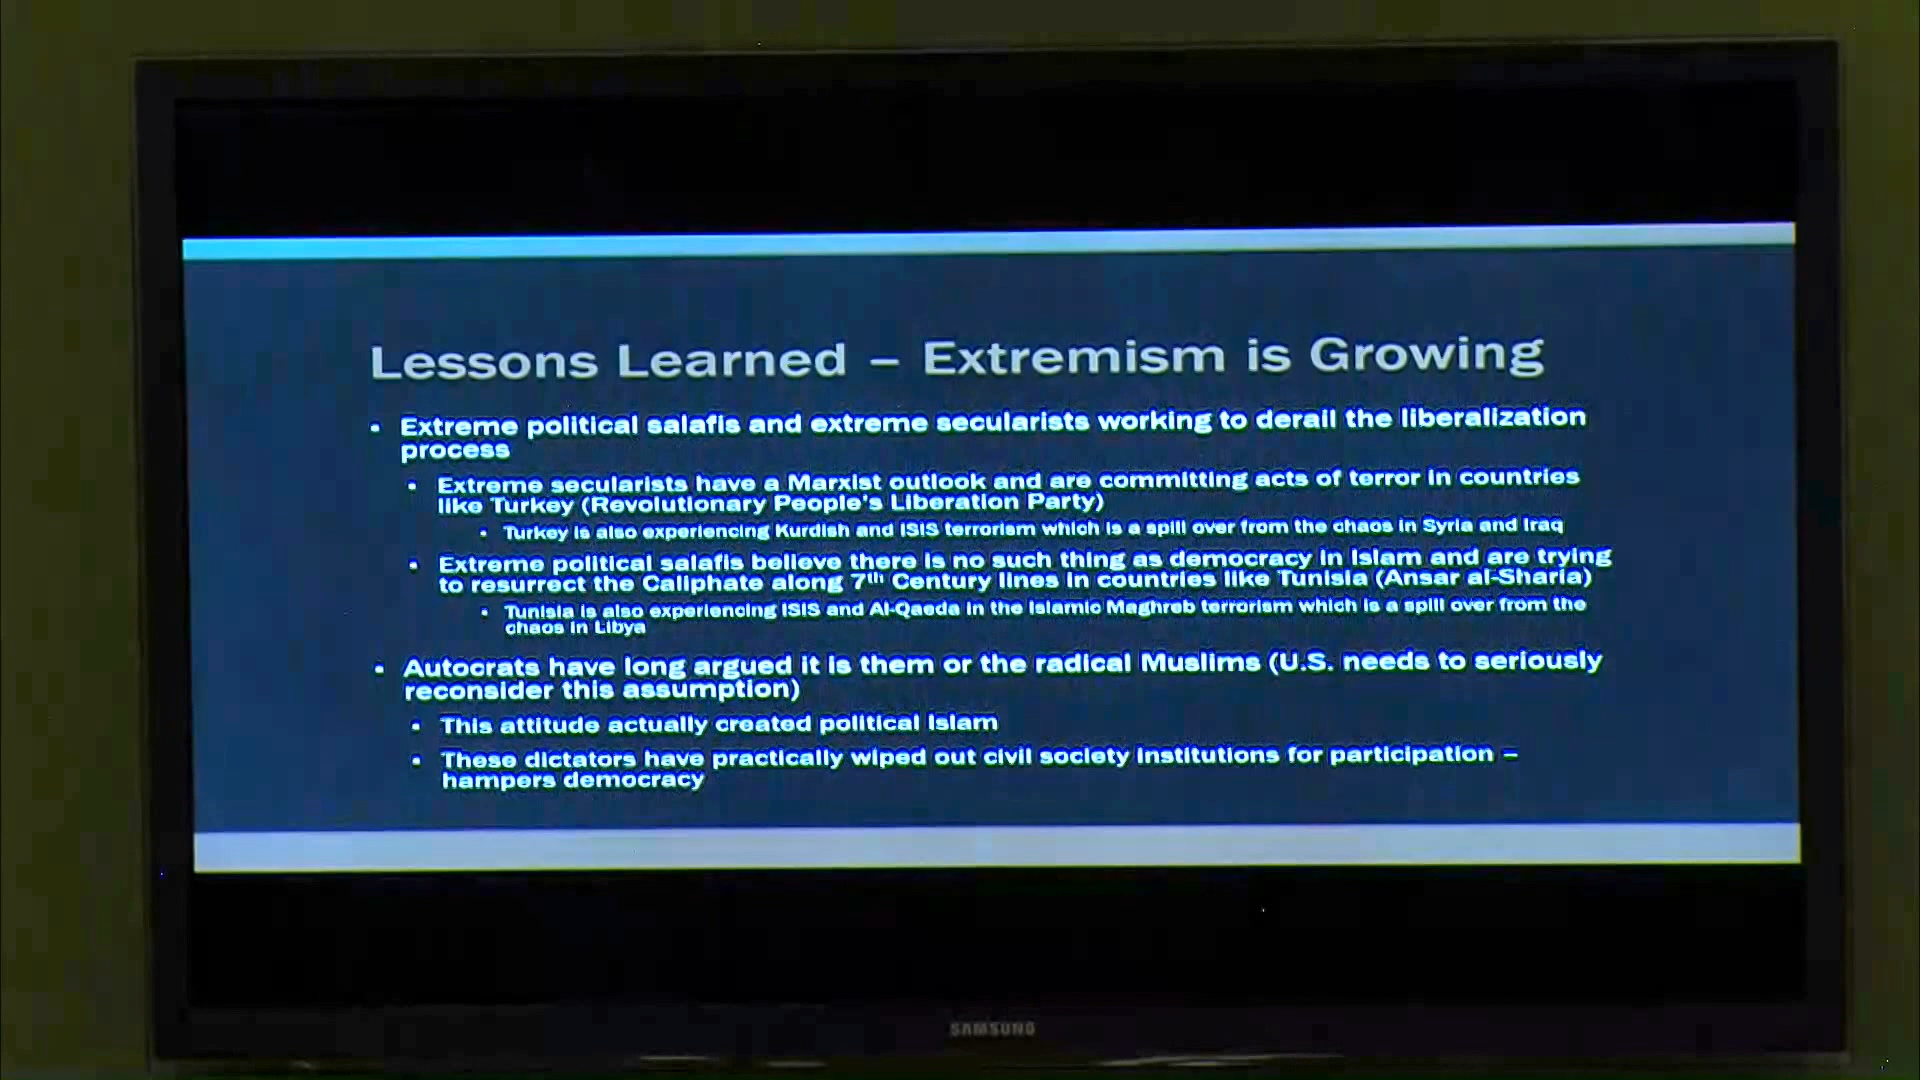 Lessons Learned – Extremism is Growing
• Extreme political salafis and extreme secularists working to derail the liberalization
process
• Extreme secularists have a Marxist outlook and are committing acts of terror in countries
like Turkey (Revolutionary People's Liberation Party)
• Turkey is also experiencing Kurdish and ISIS terrorism which is a spill over from the chaos in Syria and Iraq
• Extreme political salafis believe there is no such thing as democracy in Islam and are trying
to resurrect the Caliphate along 7th Century lines in countries like Tunisia (Ansar al-Sharia)
• Tunisia is also experiencing ISIS and Al-Qaeda in the Islamic Maghreb terrorism which is a spill over from the
chaos in Libya
• Autocrats have long argued it is them or the radical Muslims (U.S. needs to seriously
reconsider this assumption)
• This attitude actually created political Islam
• These dictators have practically wiped out civil society institutions for participation –
hampers democracy
SAMSUNG